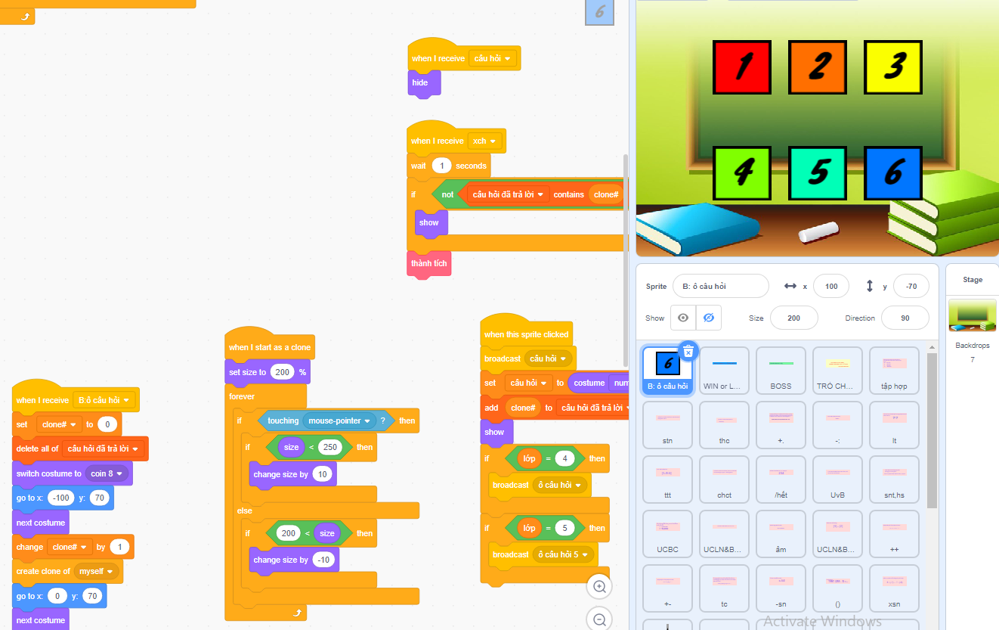 6
when I receive câu hỏi
hide
when I receive xch
wait 1 seconds
if not câu hỏi đã trả lời contains clone#
show
thành tích
when I start as a clone
set size to 200 %
forever
if touching mouse-pointer ? then
if size < 250 then
change size by 10
else
if 200 < size then
change size by -10
when this sprite clicked
broadcast câu hỏi
set câu hỏi to costume
add clone# to câu hỏi đã trả lời
show
if lớp = 4 then
broadcast ô câu hỏi
if lớp = 5 then
broadcast ô câu hỏi 5
when I receive B:ô câu hỏi
set clone# to 0
delete all of câu hỏi đã trả lời
switch costume to coin 8
go to x: -100 y: 70
next costume
change clone# by 1
create clone of myself
go to x: 0 y: 70
next costume
1 2 3
4 5 6
Sprite B: ô câu hỏi x 100 y -70
Show Size 200 Direction 90
Stage
Backdrops
7
6
B: ô câu hỏi WIN or L... BOSS TRÒ CH... tập hợp
stn thc +. -: lt
ttt chct /hết UvB snt,hs
UCBC UCLN&B... âm UCLN&B... ++
+- tc -sn () xsn
Activate Windows